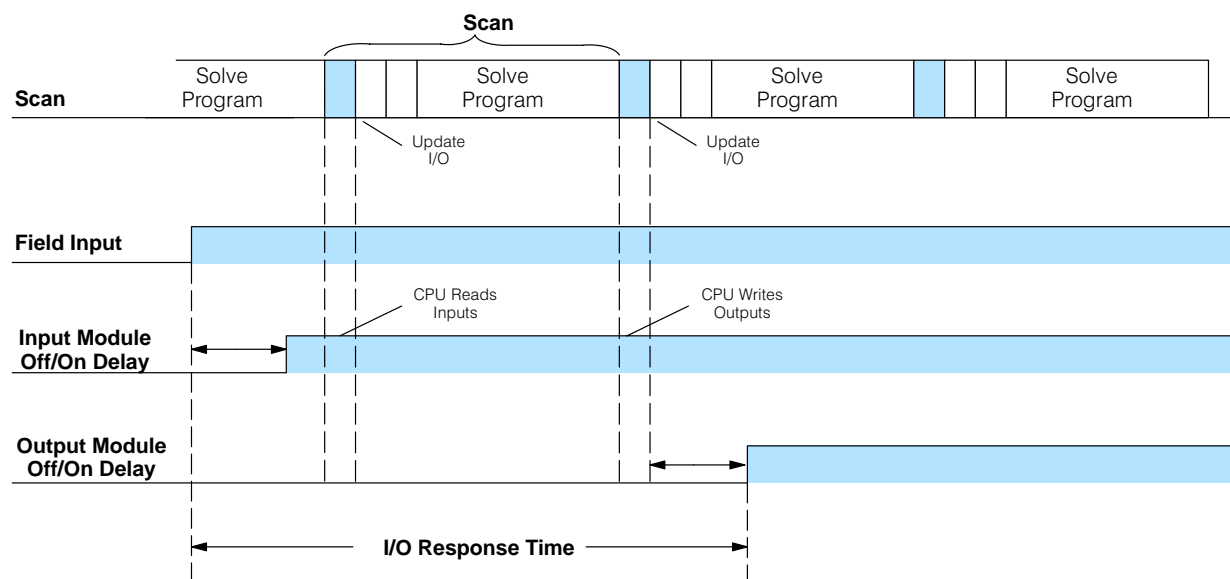 Scan
Scan
Solve
Program
Solve
Program
Solve
Program
Solve
Program
Update
I/O
Update
I/O
Field Input
CPU Reads
Inputs
CPU Writes
Outputs
Input Module
Off/On Delay
Output Module
Off/On Delay
I/O Response Time